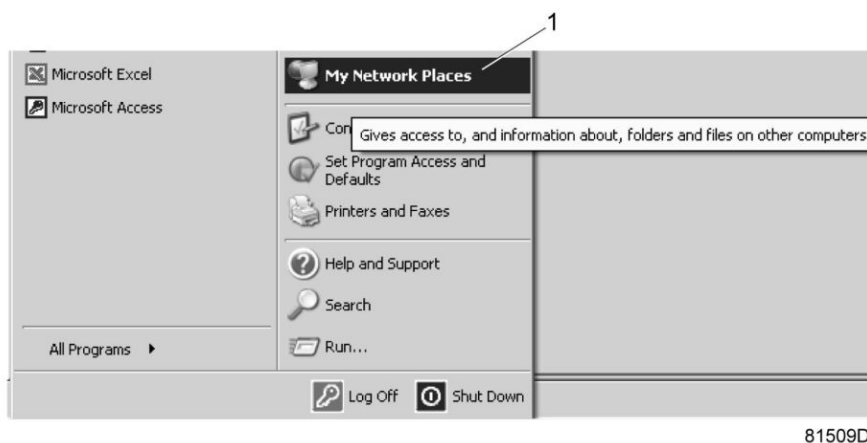 1
Microsoft Excel
Microsoft Access
All Programs
My Network Places
Con
Gives access to, and information about, folders and files on other computers
Set Program Access and
Defaults
Printers and Faxes
Help and Support
Search
Run...
Log Off
Shut Down
81509D